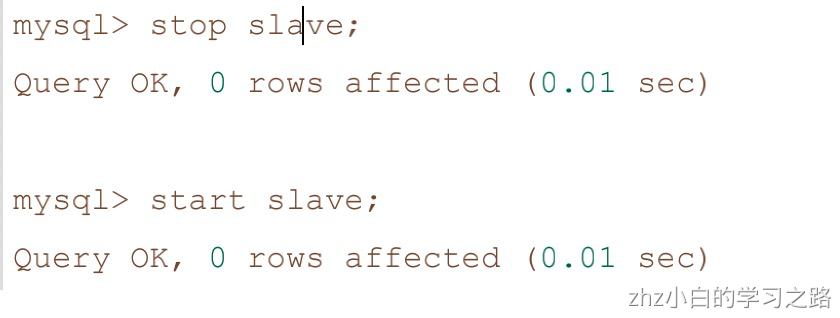 mysql> stop slave;
Query OK, 0 rows affected (0.01 sec)
mysql> start slave;
Query OK, 0 rows affected (0.01 sec)
zhz小白的学习之路